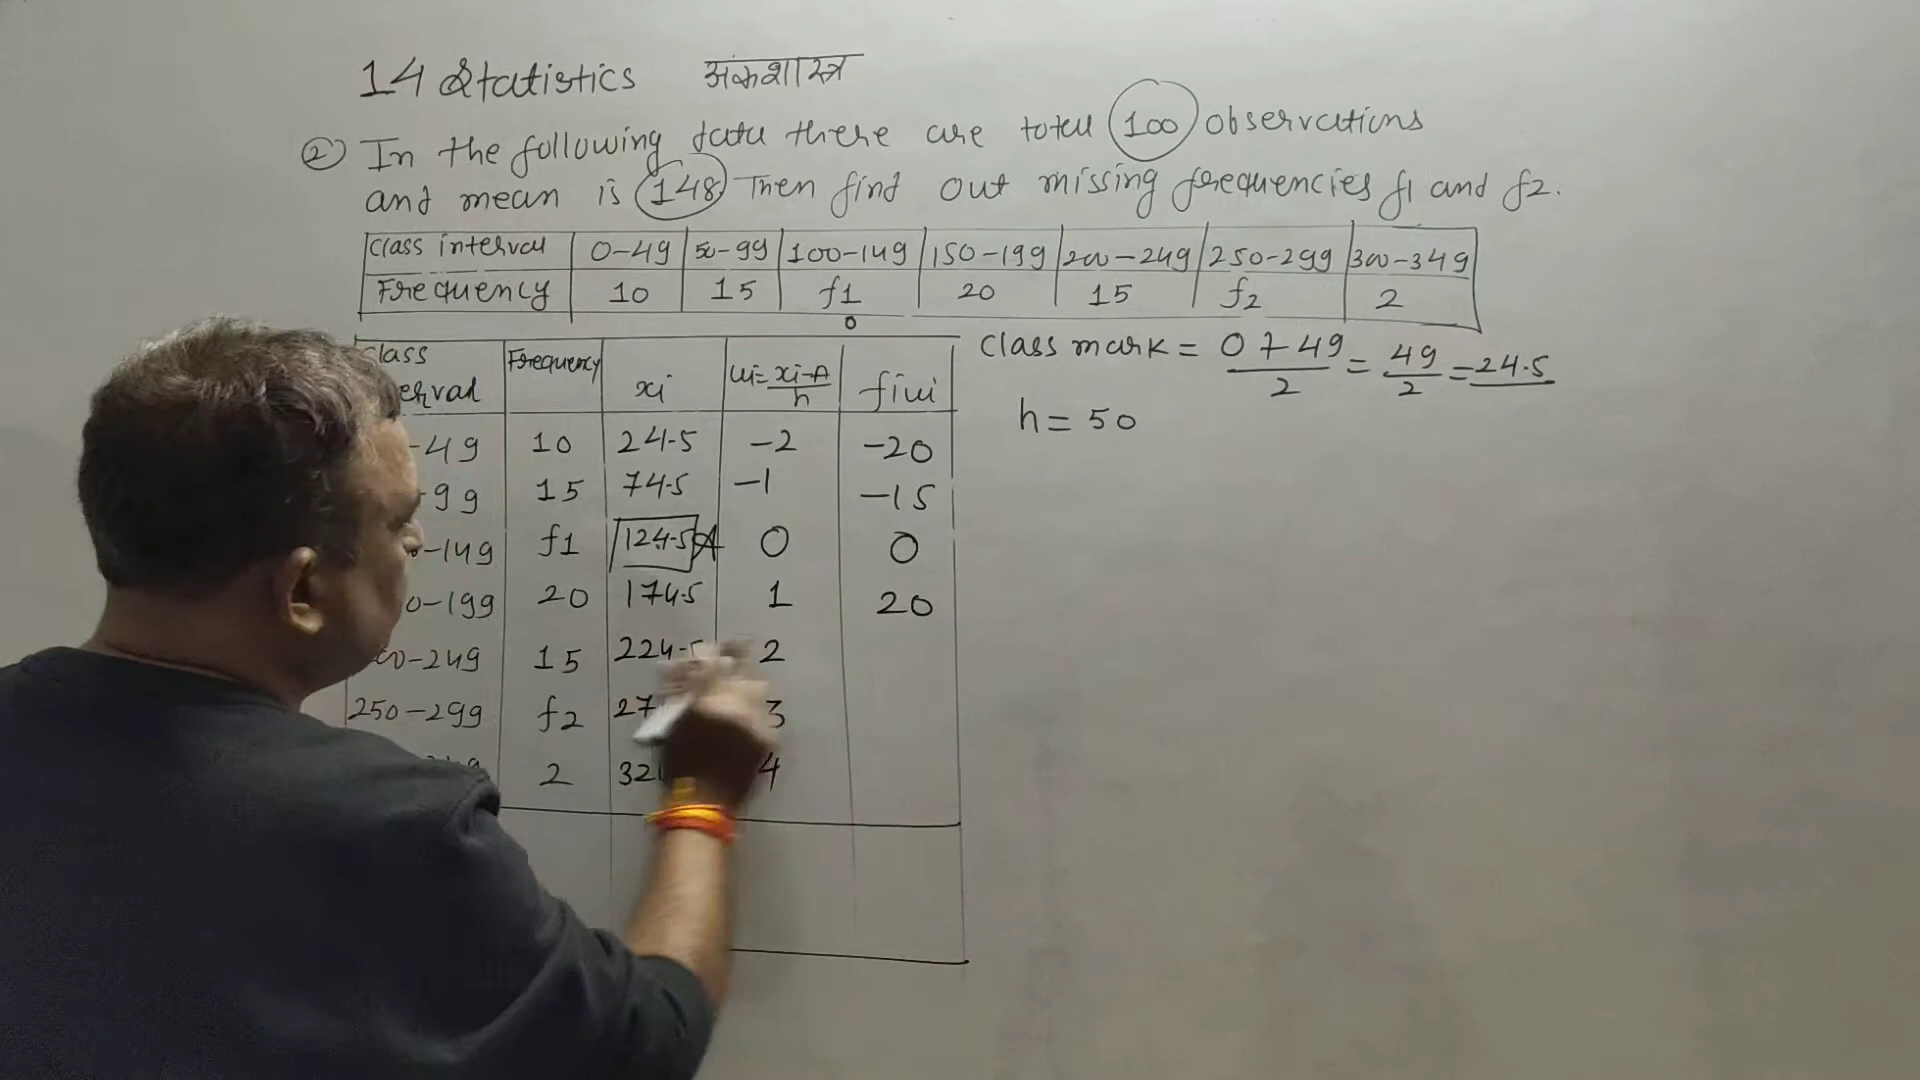 14 Statistics अंकशास्त्र
② In the following data there are total 100 observations
and mean is 148 Then find out missing frequencies f1 and f2.
Class interval 0-49 50-99 100-149 150-199 200-249 250-299 300-349
Frequency 10 15 f1 20 15 f2 2
0
Class Frequency xi ui=xi-A/h fiui
erval
-49 10 24.5 -2 -20
-99 15 74.5 -1 -15
-149 f1 124.5 A 0 0
0-199 20 174.5 1 20
0-249 15 224.5 2
250-299 f2 27 3
2 32 4
Class mark = 0+49/2 = 49/2 = 24.5
h = 50